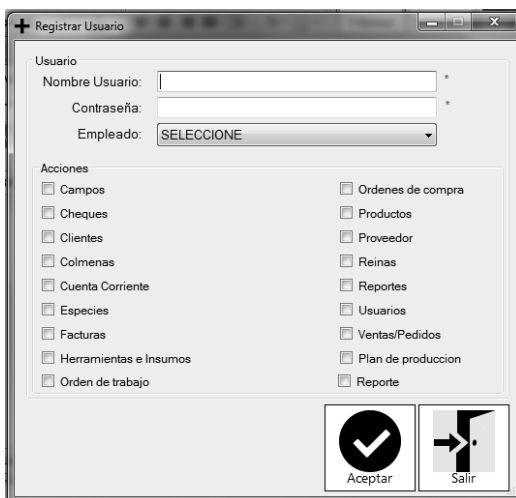 Registrar Usuario
Usuario
Nombre Usuario: *
Contraseña: *
Empleado: SELECCIONE
Acciones
Campos
Cheques
Clientes
Colmenas
Cuenta Corriente
Especies
Facturas
Herramientas e Insumos
Orden de trabajo
Ordenes de compra
Productos
Proveedor
Reinas
Reportes
Usuarios
Ventas/Pedidos
Plan de produccion
Reporte
Aceptar
Salir